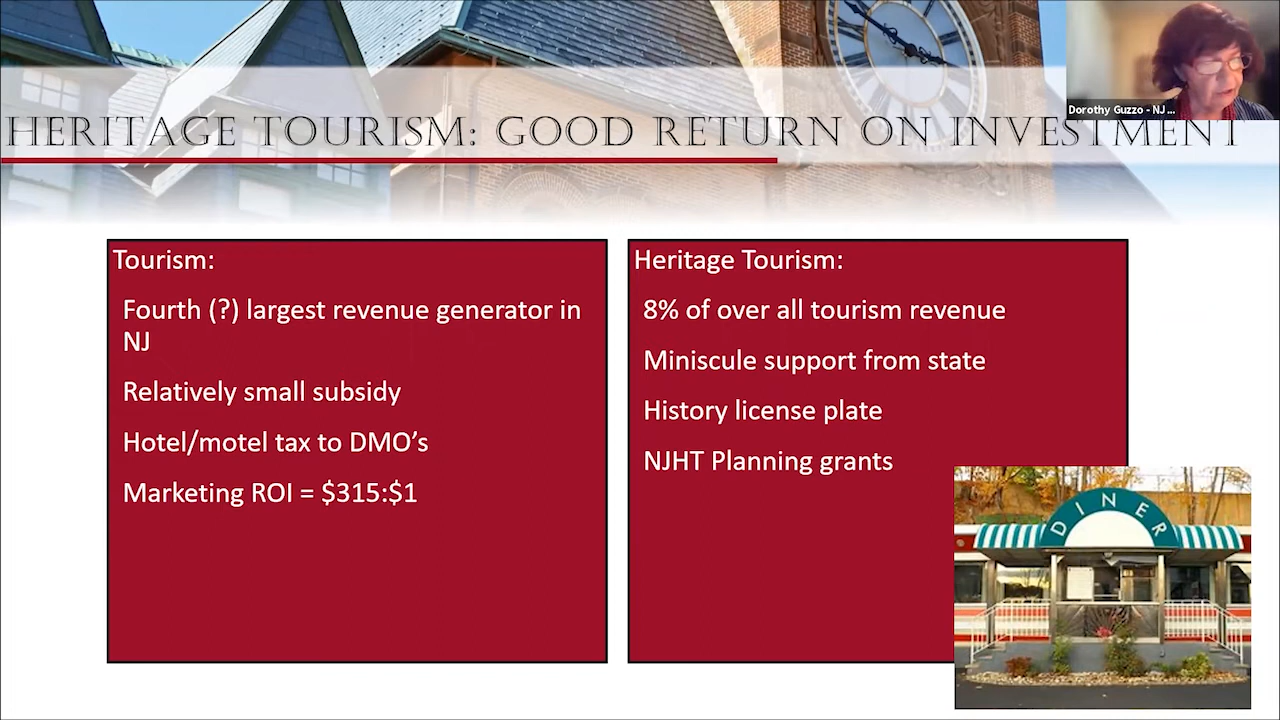 Dorothy Guzzo - NJ ...
HERITAGE TOURISM: GOOD RETURN ON INVESTMENT
Tourism:
Fourth (?) largest revenue generator in
NJ
Relatively small subsidy
Hotel/motel tax to DMO’s
Marketing ROI = $315:$1
Heritage Tourism:
8% of over all tourism revenue
Miniscule support from state
History license plate
NJHT Planning grants
DINER